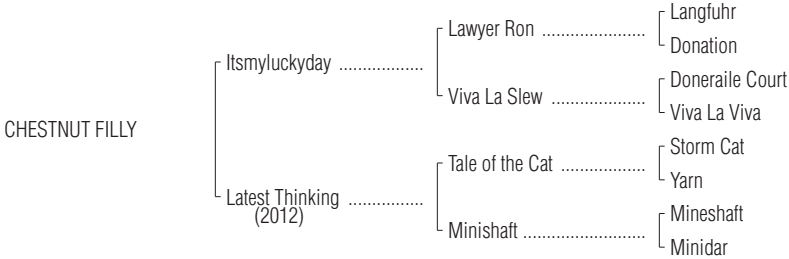 Langfuhr
Lawyer Ron ......................
Donation
Itsmyluckyday ..................
Doneraile Court
Viva La Slew ....................
Viva La Viva
CHESTNUT FILLY
Storm Cat
Tale of the Cat ..................
Yarn
Latest Thinking ................
(2012)
Mineshaft
Minishaft ..........................
Minidar